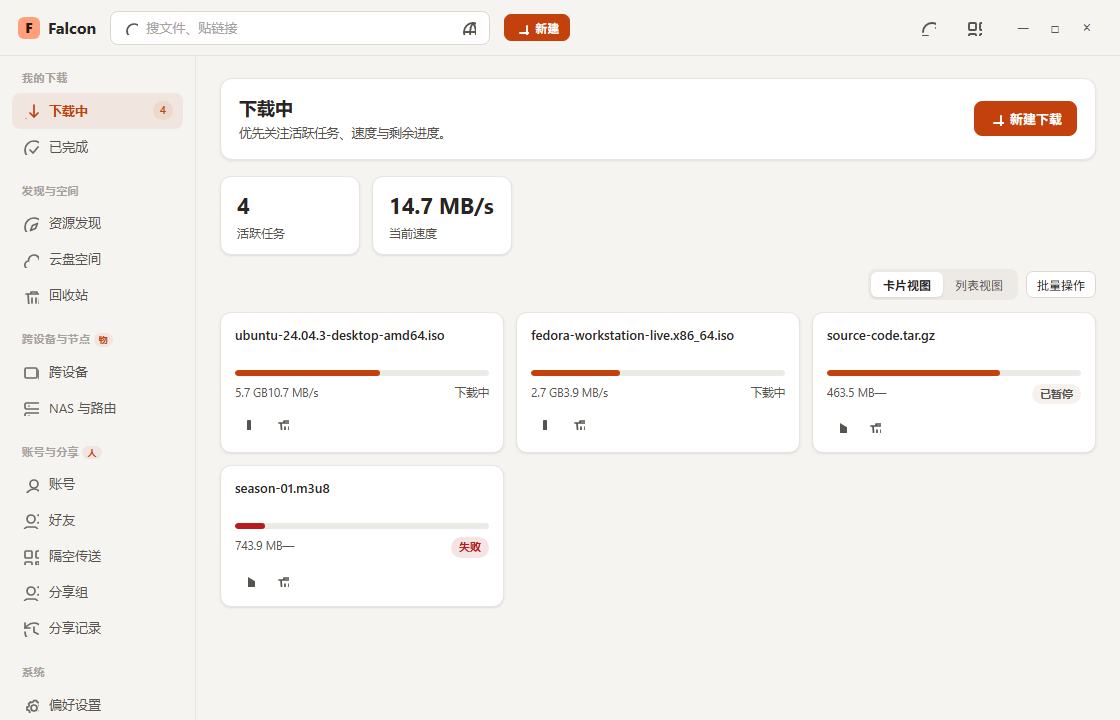 F Falcon 搜文件、贴链接 新建
我的下载
下载中 4
已完成
发现与空间
资源发现
云盘空间
回收站
跨设备与节点 物
跨设备
NAS 与路由
账号与分享 人
账号
好友
隔空传送
分享组
分享记录
系统
偏好设置
下载中
优先关注活跃任务、速度与剩余进度。
新建下载
4
活跃任务
14.7 MB/s
当前速度
卡片视图 列表视图 批量操作
ubuntu-24.04.3-desktop-amd64.iso
5.7 GB10.7 MB/s 下载中
fedora-workstation-live.x86_64.iso
2.7 GB3.9 MB/s 下载中
source-code.tar.gz
463.5 MB— 已暂停
season-01.m3u8
743.9 MB— 失败